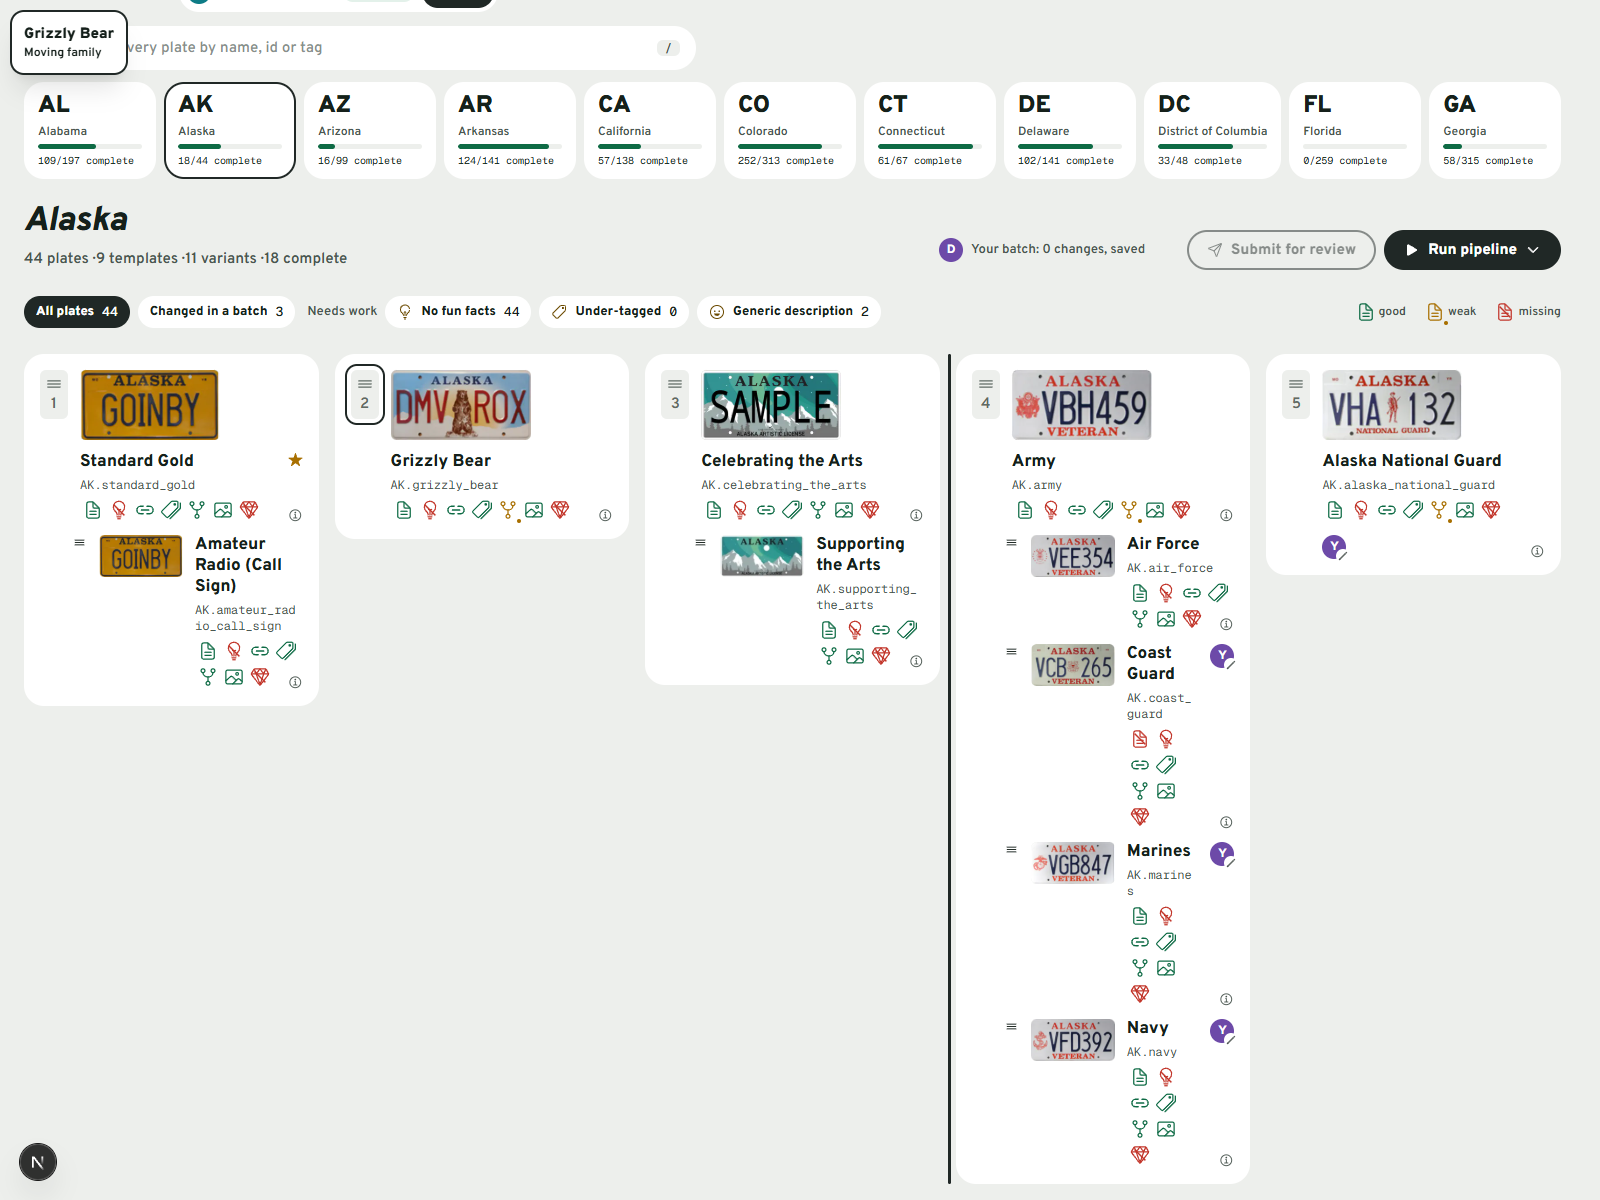 Grizzly Bear
Moving family
very plate by name, id or tag
/
AL
Alabama
109/197 complete
AK
Alaska
18/44 complete
AZ
Arizona
16/99 complete
AR
Arkansas
124/141 complete
CA
California
57/138 complete
CO
Colorado
252/313 complete
CT
Connecticut
61/67 complete
DE
Delaware
102/141 complete
DC
District of Columbia
33/48 complete
FL
Florida
0/259 complete
GA
Georgia
58/315 complete
Alaska
44 plates ·9 templates ·11 variants ·18 complete
D
Your batch: 0 changes, saved
Submit for review
Run pipeline
All plates 44
Changed in a batch 3
Needs work
No fun facts 44
Under-tagged 0
Generic description 2
good
weak
missing
1
ALASKA
GOINBY
Standard Gold
AK.standard_gold
ALASKA
GOINBY
Amateur
Radio (Call
Sign)
AK.amateur_rad
io_call_sign
2
ALASKA
DMV ROX
Grizzly Bear
AK.grizzly_bear
3
ALASKA
SAMPLE
ALASKA ARTISTIC LICENSE
Celebrating the Arts
AK.celebrating_the_arts
ALASKA
Supporting
the Arts
AK.supporting_
the_arts
4
ALASKA
VBH459
VETERAN
Army
AK.army
ALASKA
VEE354
VETERAN
Air Force
AK.air_force
ALASKA
VCB 265
VETERAN
Coast
Guard
Y
AK.coast_
guard
ALASKA
VGB847
VETERAN
Marines
Y
AK.marine
s
ALASKA
VFD392
VETERAN
Navy
Y
AK.navy
5
ALASKA
VHA 132
NATIONAL GUARD
Alaska National Guard
AK.alaska_national_guard
Y
N